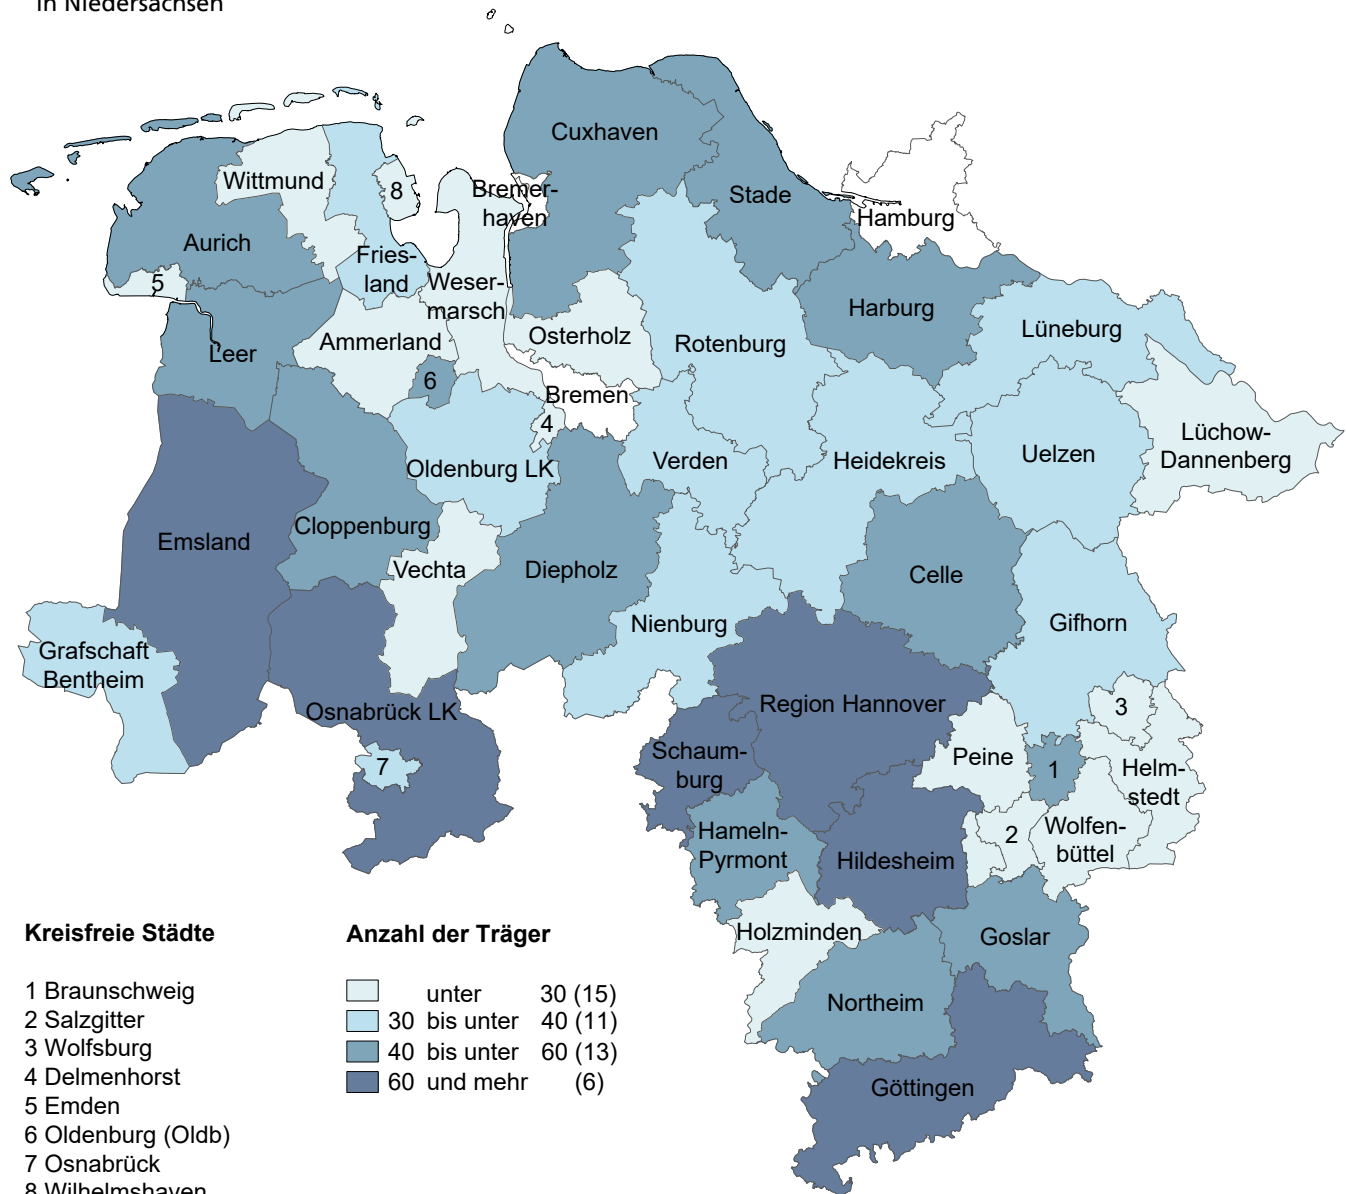 in Niedersachsen
Cuxhaven
Wittmund
8
Bremer-
haven
Stade
Hamburg
Aurich
Fries-
land
5
Weser-
marsch
Harburg
Lüneburg
Leer
Ammerland
Osterholz
Rotenburg
6
Bremen
4
Lüchow-
Dannenberg
Oldenburg LK
Verden
Heidekreis
Uelzen
Emsland
Cloppenburg
Vechta
Diepholz
Celle
Nienburg
Gifhorn
Grafschaft
Bentheim
Osnabrück LK
Region Hannover
3
7
Schaum-
burg
Peine
1
Helm-
stedt
Hameln-
Pyrmont
Hildesheim
2
Wolfen-
büttel
Holzminden
Goslar
Northeim
Göttingen
Kreisfreie Städte
1 Braunschweig
2 Salzgitter
3 Wolfsburg
4 Delmenhorst
5 Emden
6 Oldenburg (Oldb)
7 Osnabrück
8 Wilhelmshaven
Anzahl der Träger
unter 30 (15)
30 bis unter 40 (11)
40 bis unter 60 (13)
60 und mehr (6)